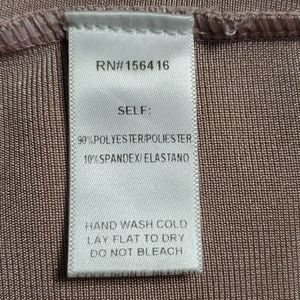 RN#156416
SELF:
90%POLYESTER/POLIESTER
10%SPANDEX/ELASTANO
HAND WASH COLD
LAY FLAT TO DRY
DO NOT BLEACH